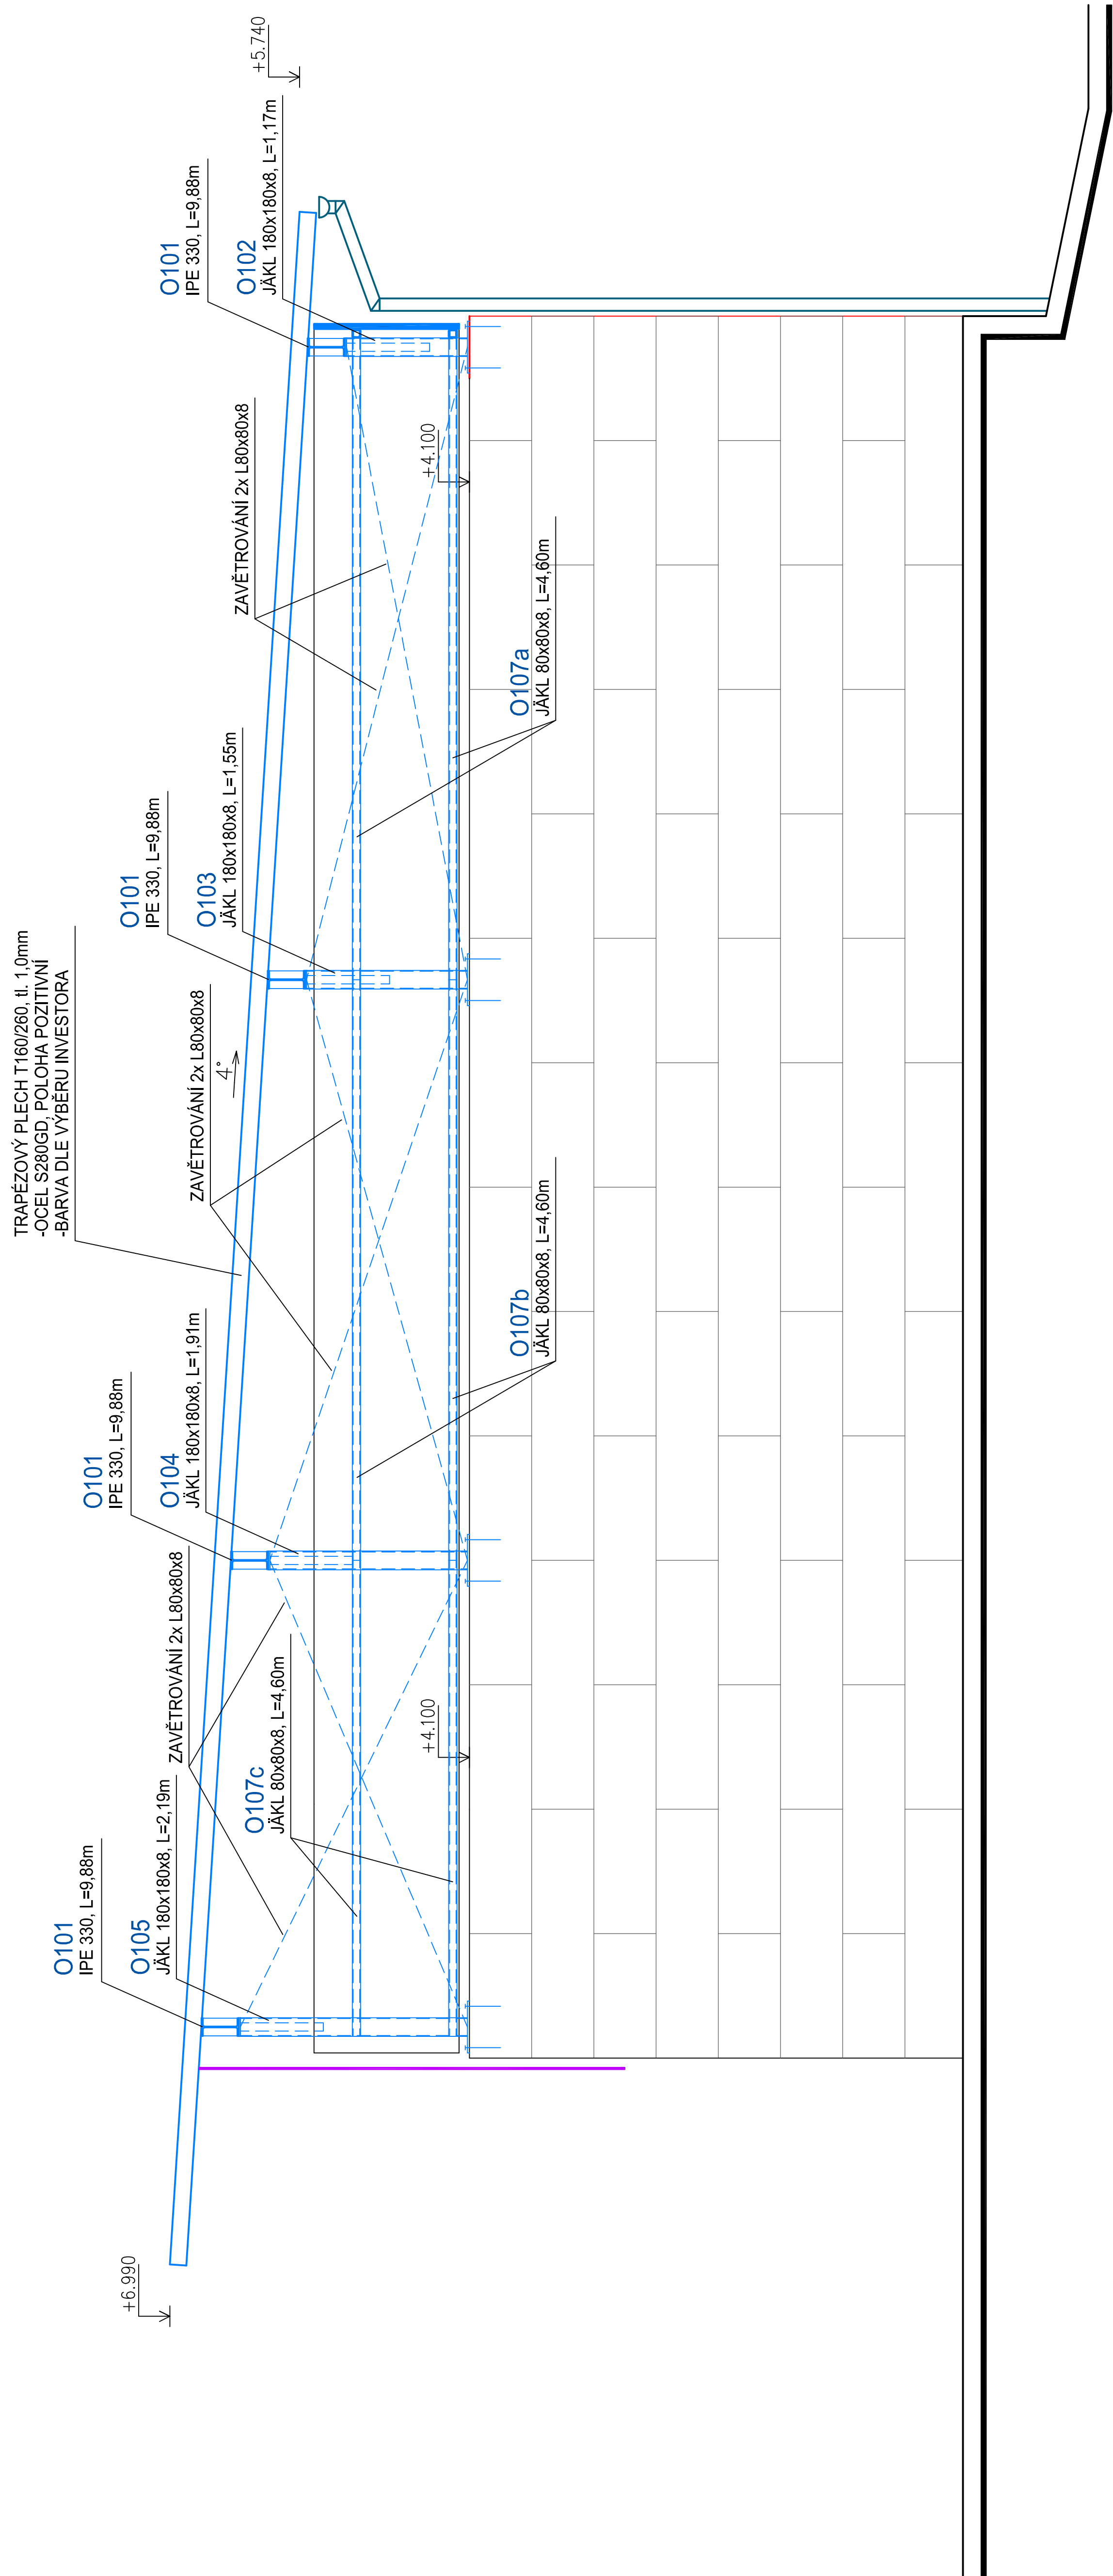 +6.990
O101
IPE 330, L=9,88m
O105
JÄKL 180x180x8, L=2,19m
ZAVĚTROVÁNÍ 2x L80x80x8
O107c
JÄKL 80x80x8, L=4,60m
+4.100
O101
IPE 330, L=9,88m
O104
JÄKL 180x180x8, L=1,91m
TRAPÉZOVÝ PLECH T160/260, tl. 1,0mm
-OCEL S280GD, POLOHA POZITIVNÍ
-BARVA DLE VÝBĚRU INVESTORA
4°
ZAVĚTROVÁNÍ 2x L80x80x8
O107b
JÄKL 80x80x8, L=4,60m
O101
IPE 330, L=9,88m
O103
JÄKL 180x180x8, L=1,55m
ZAVĚTROVÁNÍ 2x L80x80x8
O107a
JÄKL 80x80x8, L=4,60m
+4.100
O101
IPE 330, L=9,88m
O102
JÄKL 180x180x8, L=1,17m
+5.740